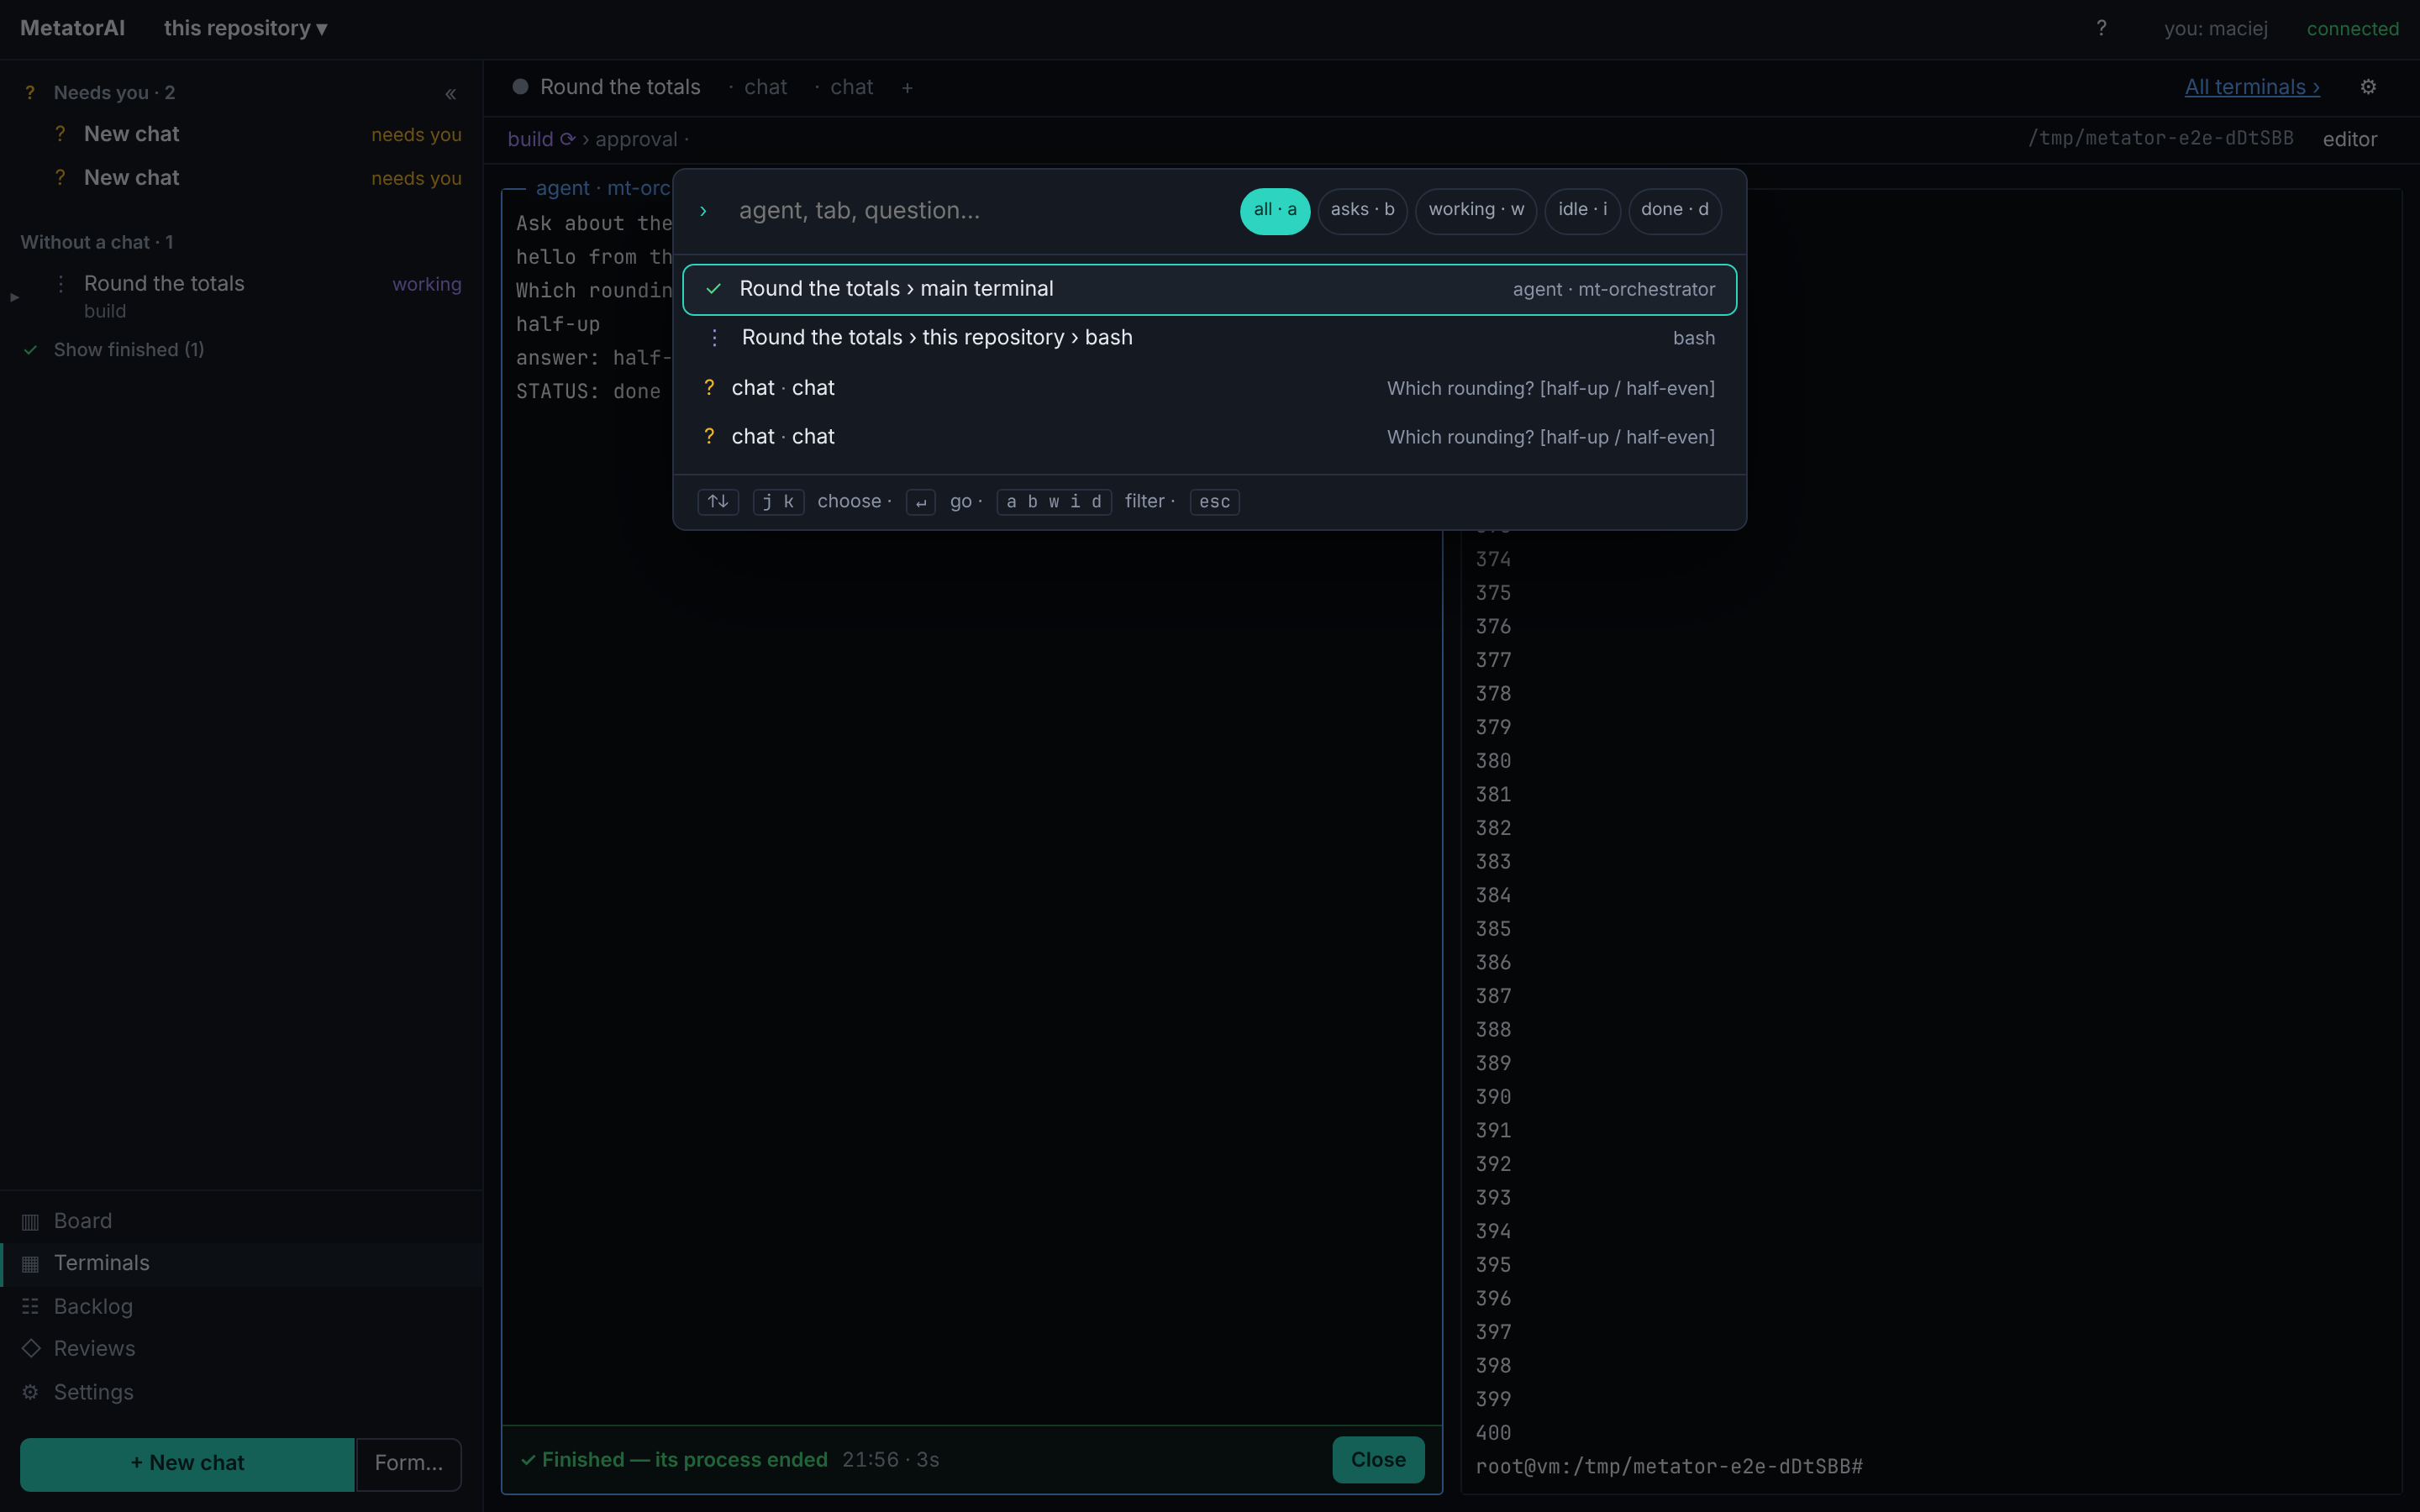 MetatorAI this repository ▾ ? you: maciej connected
? Needs you · 2 «
? New chat needs you
? New chat needs you
Without a chat · 1
▸ ⋮ Round the totals working
build
✓ Show finished (1)
▥ Board
▦ Terminals
☷ Backlog
◇ Reviews
⚙ Settings
+ New chat Form...
● Round the totals · chat · chat + All terminals › ⚙
build ⟳ › approval · /tmp/metator-e2e-dDtSBB editor
agent · mt-orc
Ask about the
hello from th
Which roundin
half-up
answer: half-
STATUS: done
✓ Finished — its process ended 21:56 · 3s Close
› agent, tab, question... all · a asks · b working · w idle · i done · d
✓ Round the totals › main terminal agent · mt-orchestrator
⋮ Round the totals › this repository › bash bash
? chat · chat Which rounding? [half-up / half-even]
? chat · chat Which rounding? [half-up / half-even]
↑↓ j k choose · ↵ go · a b w i d filter · esc
374
375
376
377
378
379
380
381
382
383
384
385
386
387
388
389
390
391
392
393
394
395
396
397
398
399
400
root@vm:/tmp/metator-e2e-dDtSBB#